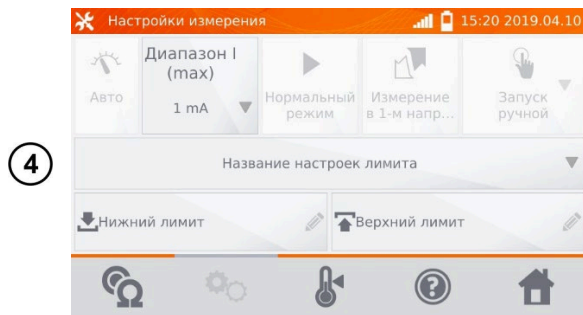 Настройки измерения 15:20 2019.04.10
Диапазон I
(max)
1 mA
Авто
Нормальный
режим
Измерение
в 1-м напр...
Запуск
ручной
4
Название настроек лимита
Нижний лимит
Верхний лимит
Ω
?